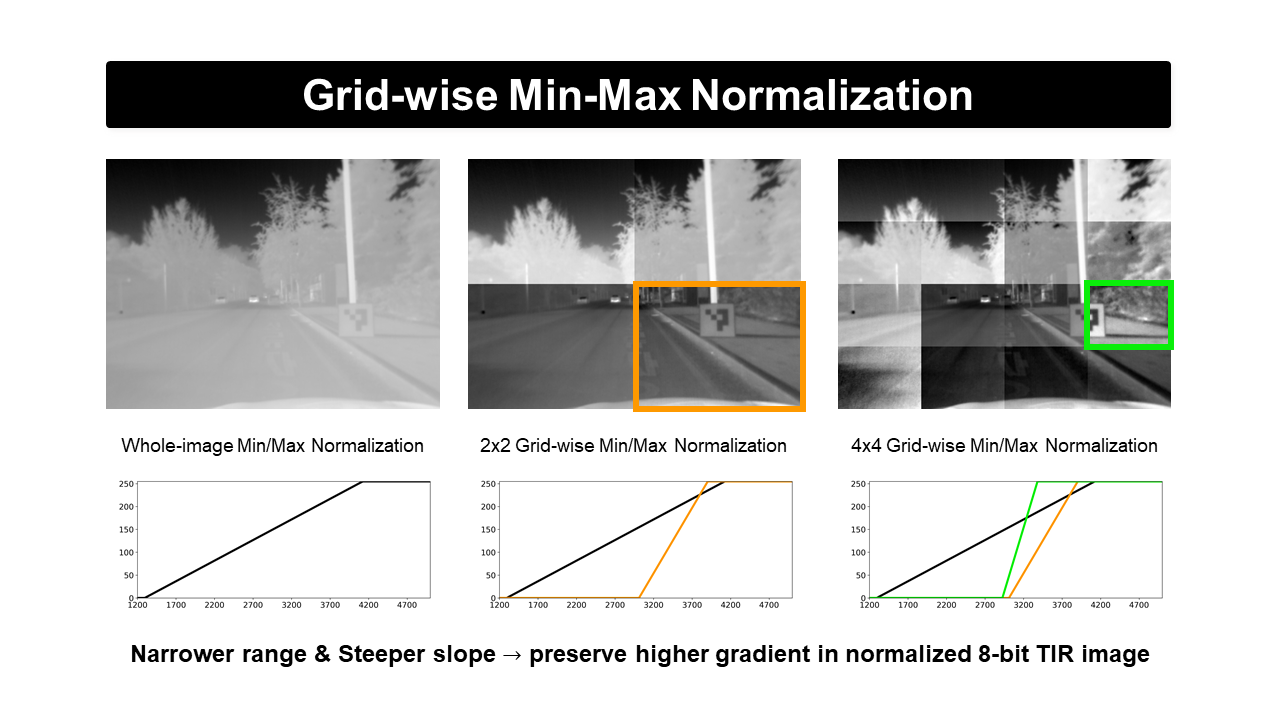 Grid-wise Min-Max Normalization
Whole-image Min/Max Normalization
2x2 Grid-wise Min/Max Normalization
4x4 Grid-wise Min/Max Normalization
250
200
150
100
50
0
1200 1700 2200 2700 3200 3700 4200 4700
250
200
150
100
50
0
1200 1700 2200 2700 3200 3700 4200 4700
250
200
150
100
50
0
1200 1700 2200 2700 3200 3700 4200 4700
Narrower range & Steeper slope → preserve higher gradient in normalized 8-bit TIR image